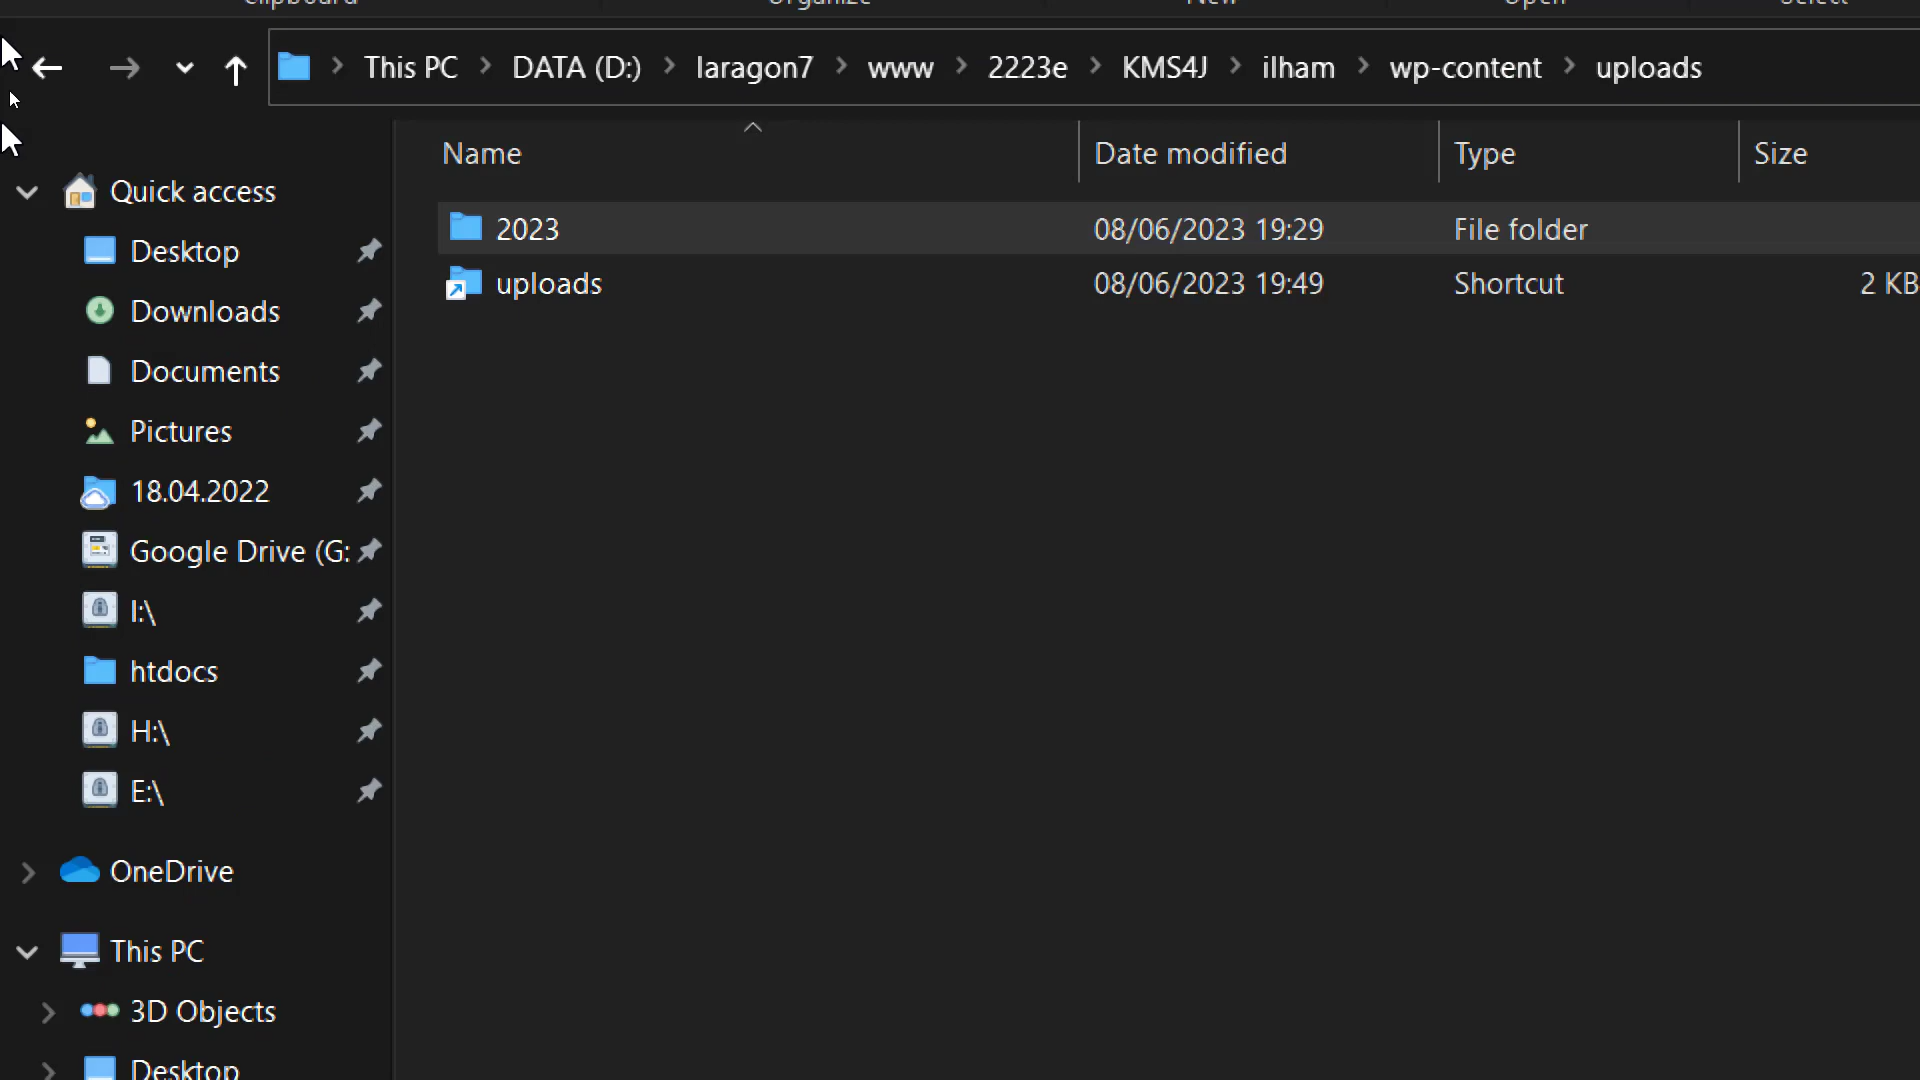 Clipboard Organize New Open Select
This PC DATA (D:) laragon7 www 2223e KMS4J ilham wp-content uploads
Name Date modified Type Size
Quick access
Desktop
Downloads
Documents
Pictures
18.04.2022
Google Drive (G:
I:\
htdocs
H:\
E:\
OneDrive
This PC
3D Objects
Desktop
2023 08/06/2023 19:29 File folder
uploads 08/06/2023 19:49 Shortcut 2 KB